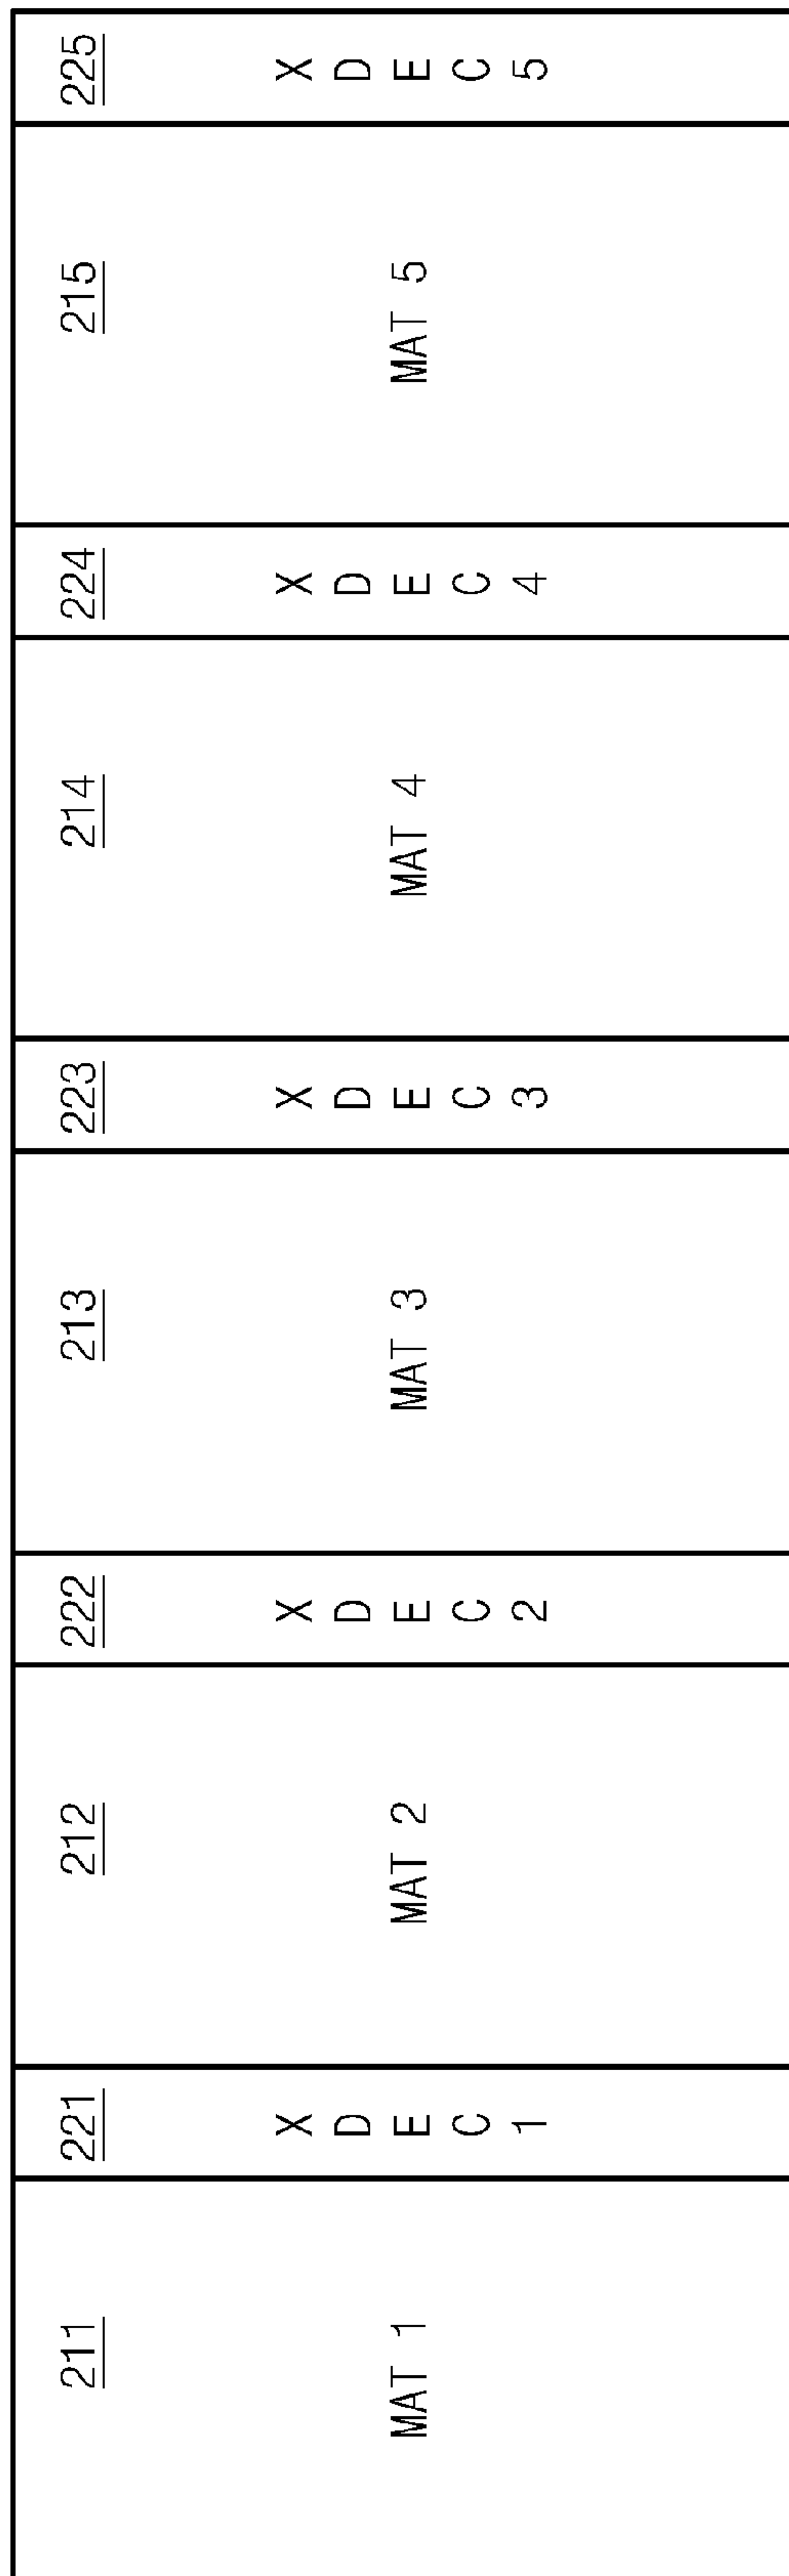 211
MAT 1
221
XDEC1
212
MAT 2
222
XDEC2
213
MAT 3
223
XDEC3
214
MAT 4
224
XDEC4
215
MAT 5
225
XDEC5